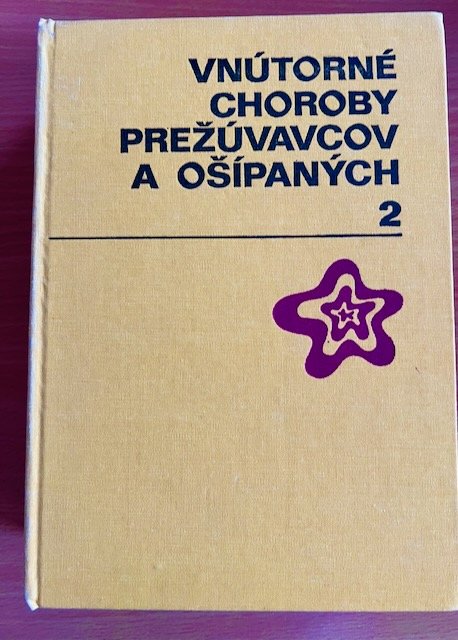 VNÚTORNÉ
CHOROBY
PREŽÚVAVCOV
A OŠÍPANÝCH
2